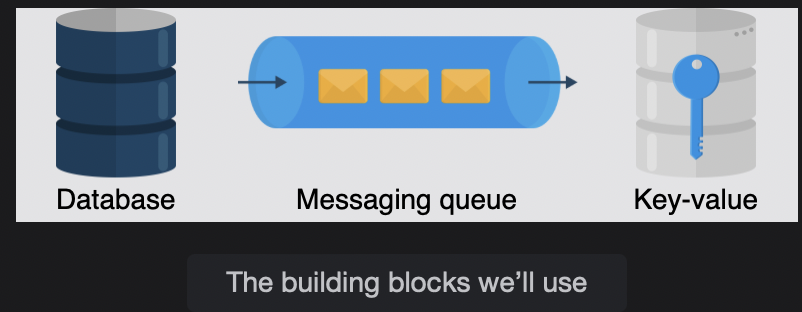 Database
Messaging queue
Key-value
The building blocks we’ll use